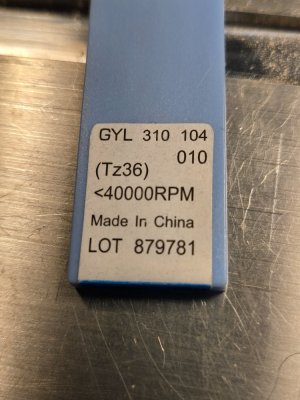 GYL 310 104
010
(Tz36)
<40000RPM
Made In China
LOT 879781